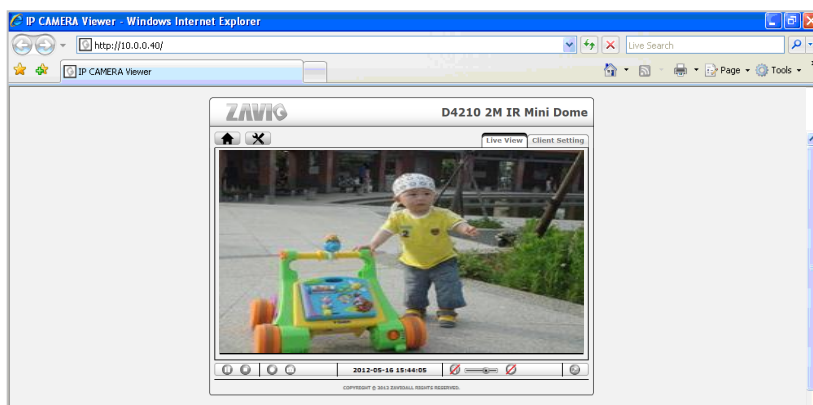 IP CAMERA Viewer - Windows Internet Explorer
http://10.0.0.40/
Live Search
IP CAMERA Viewer
Page
Tools
ZAVIO
D4210 2M IR Mini Dome
Live View
Client Setting
2
2012-05-16 15:44:05